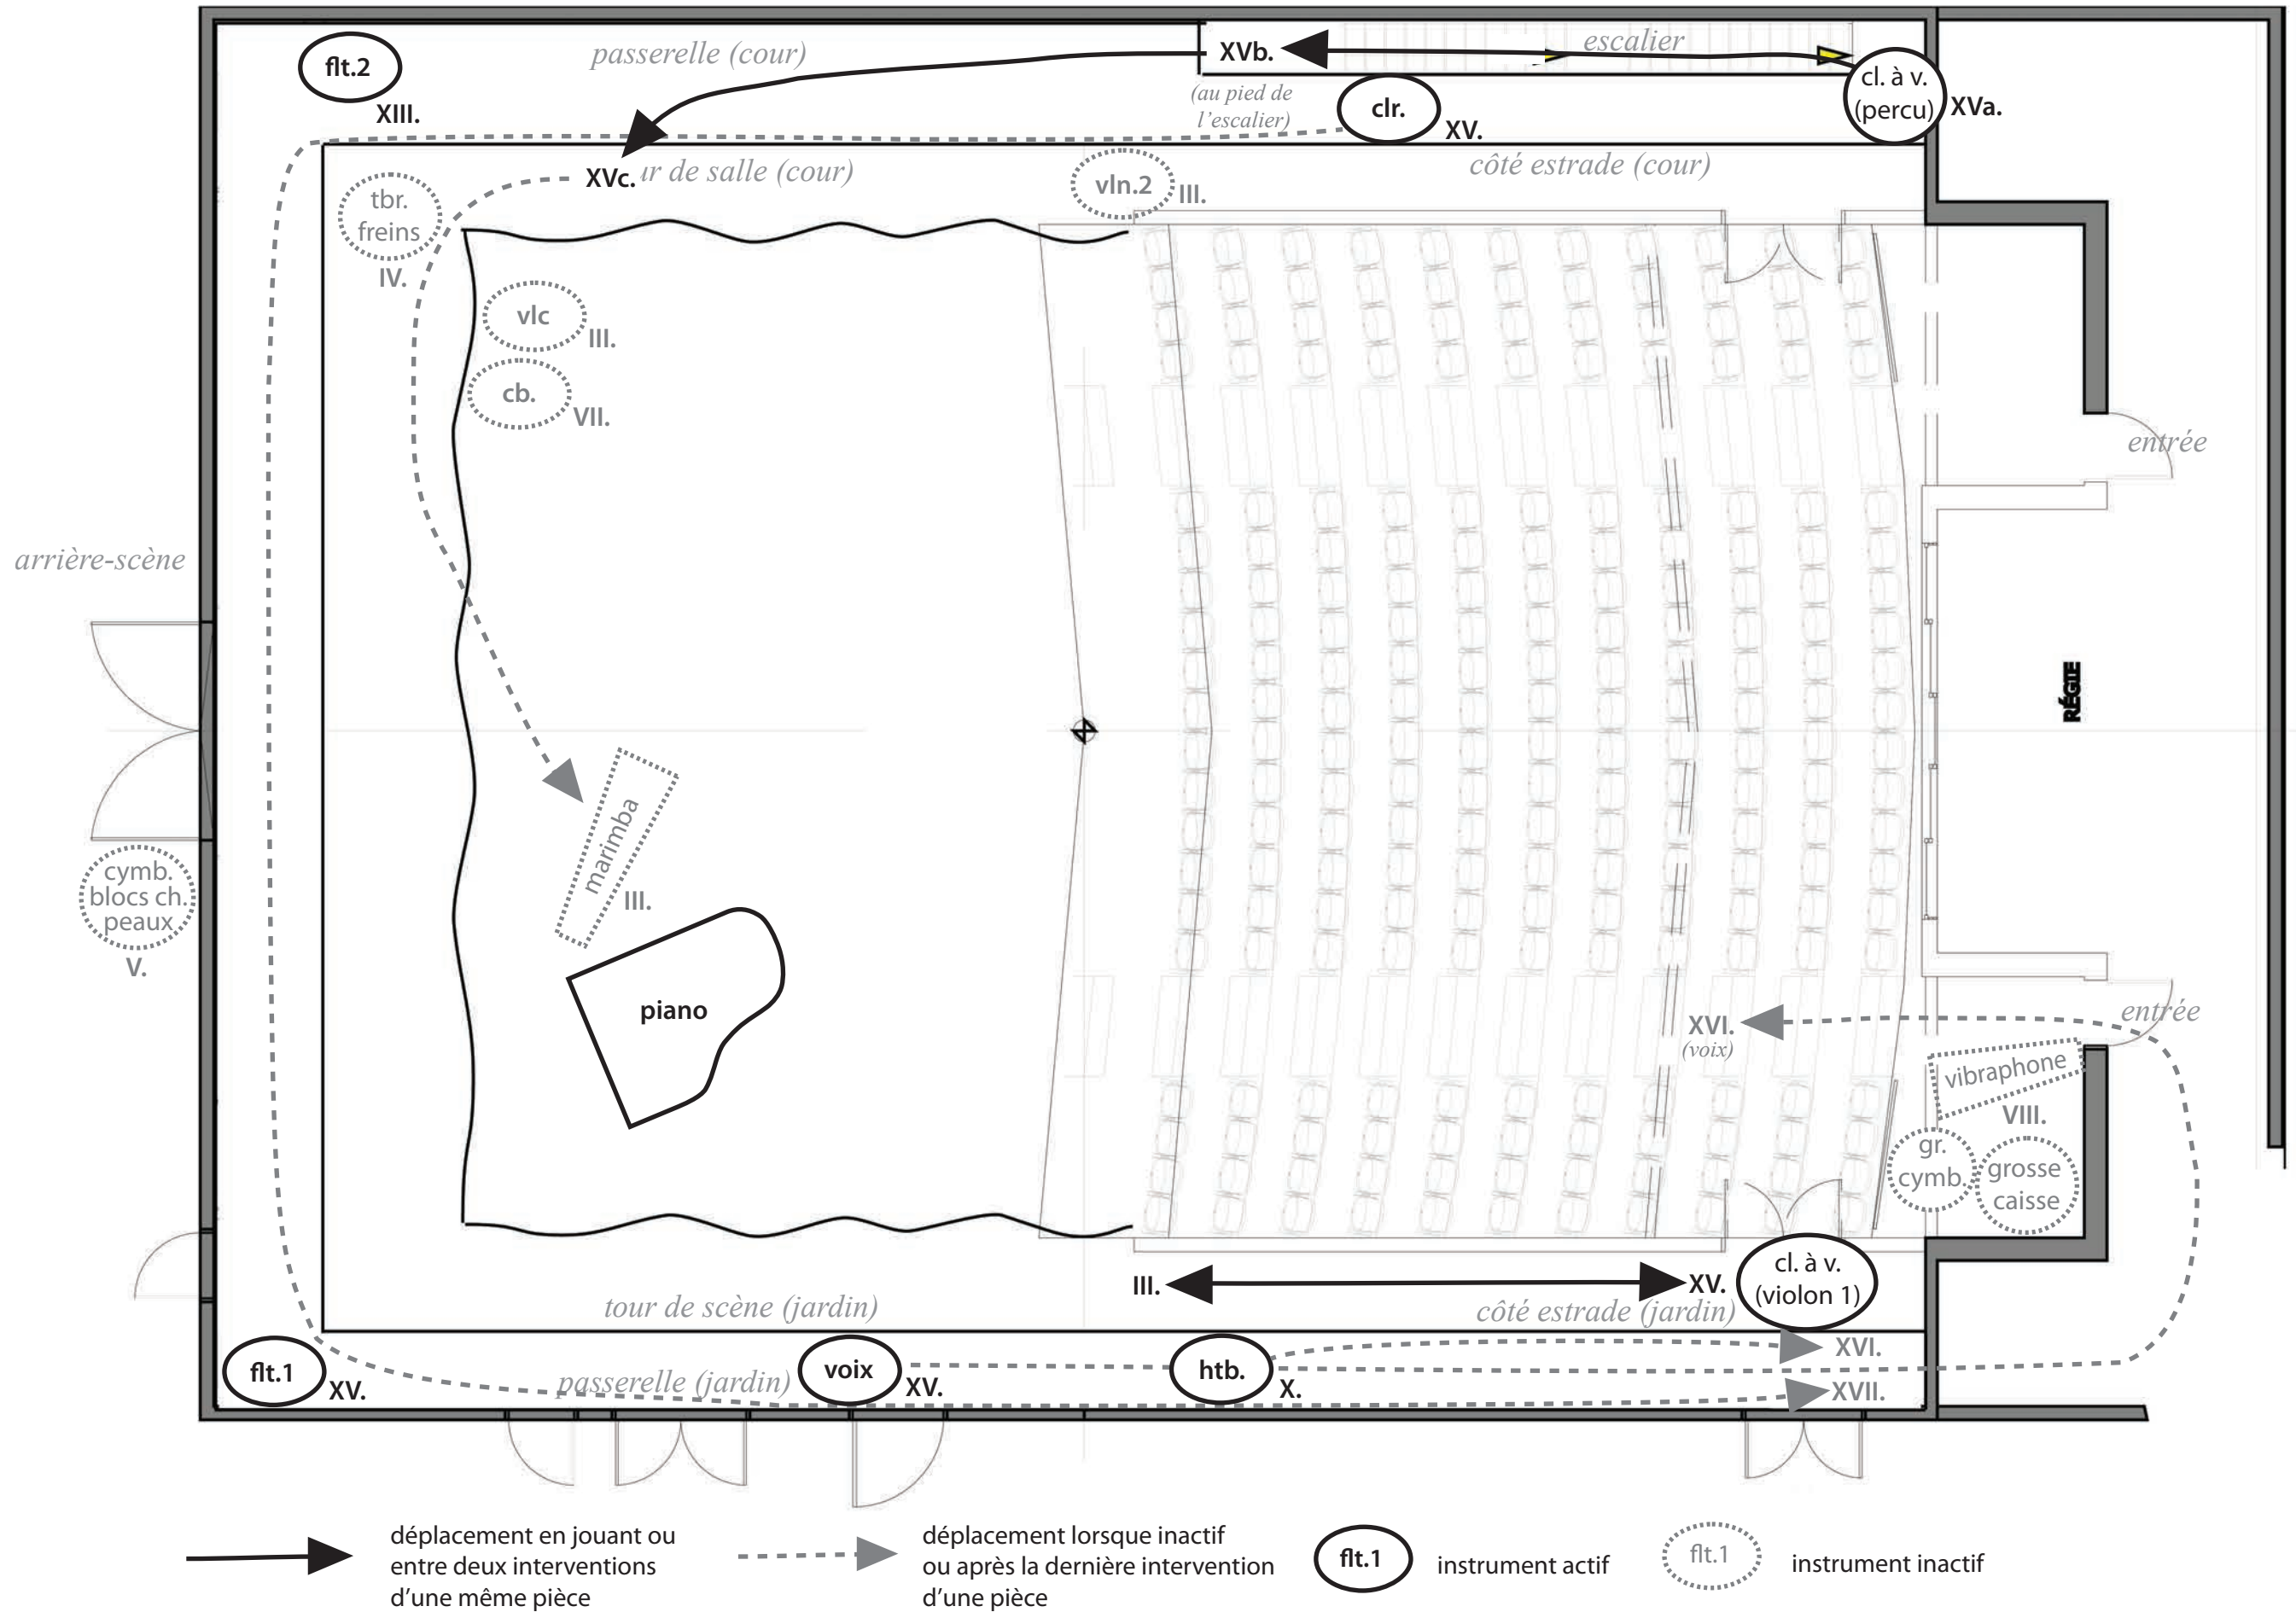 passerelle (cour)
escalier
flt.2
XIII.
XVb.
(au pied de
l'escalier)
clr.
XV.
cl. à v.
(percu)
XVa.
XVc.
ur de salle (cour)
côté estrade (cour)
tbr.
freins
IV.
vln.2
III.
vlc
III.
cb.
VII.
entrée
arrière-scène
RÉGIE
marimba
III.
cymb.
blocs ch.
peaux
V.
piano
XVI.
(voix)
entrée
vibraphone
VIII.
gr.
cymb.
grosse
caisse
III.
XV.
cl. à v.
(violon 1)
tour de scène (jardin)
côté estrade (jardin)
flt.1
XV.
passerelle (jardin)
voix
XV.
htb.
X.
XVI.
XVII.
déplacement en jouant ou
entre deux interventions
d'une même pièce
déplacement lorsque inactif
ou après la dernière intervention
d'une pièce
flt.1
instrument actif
flt.1
instrument inactif